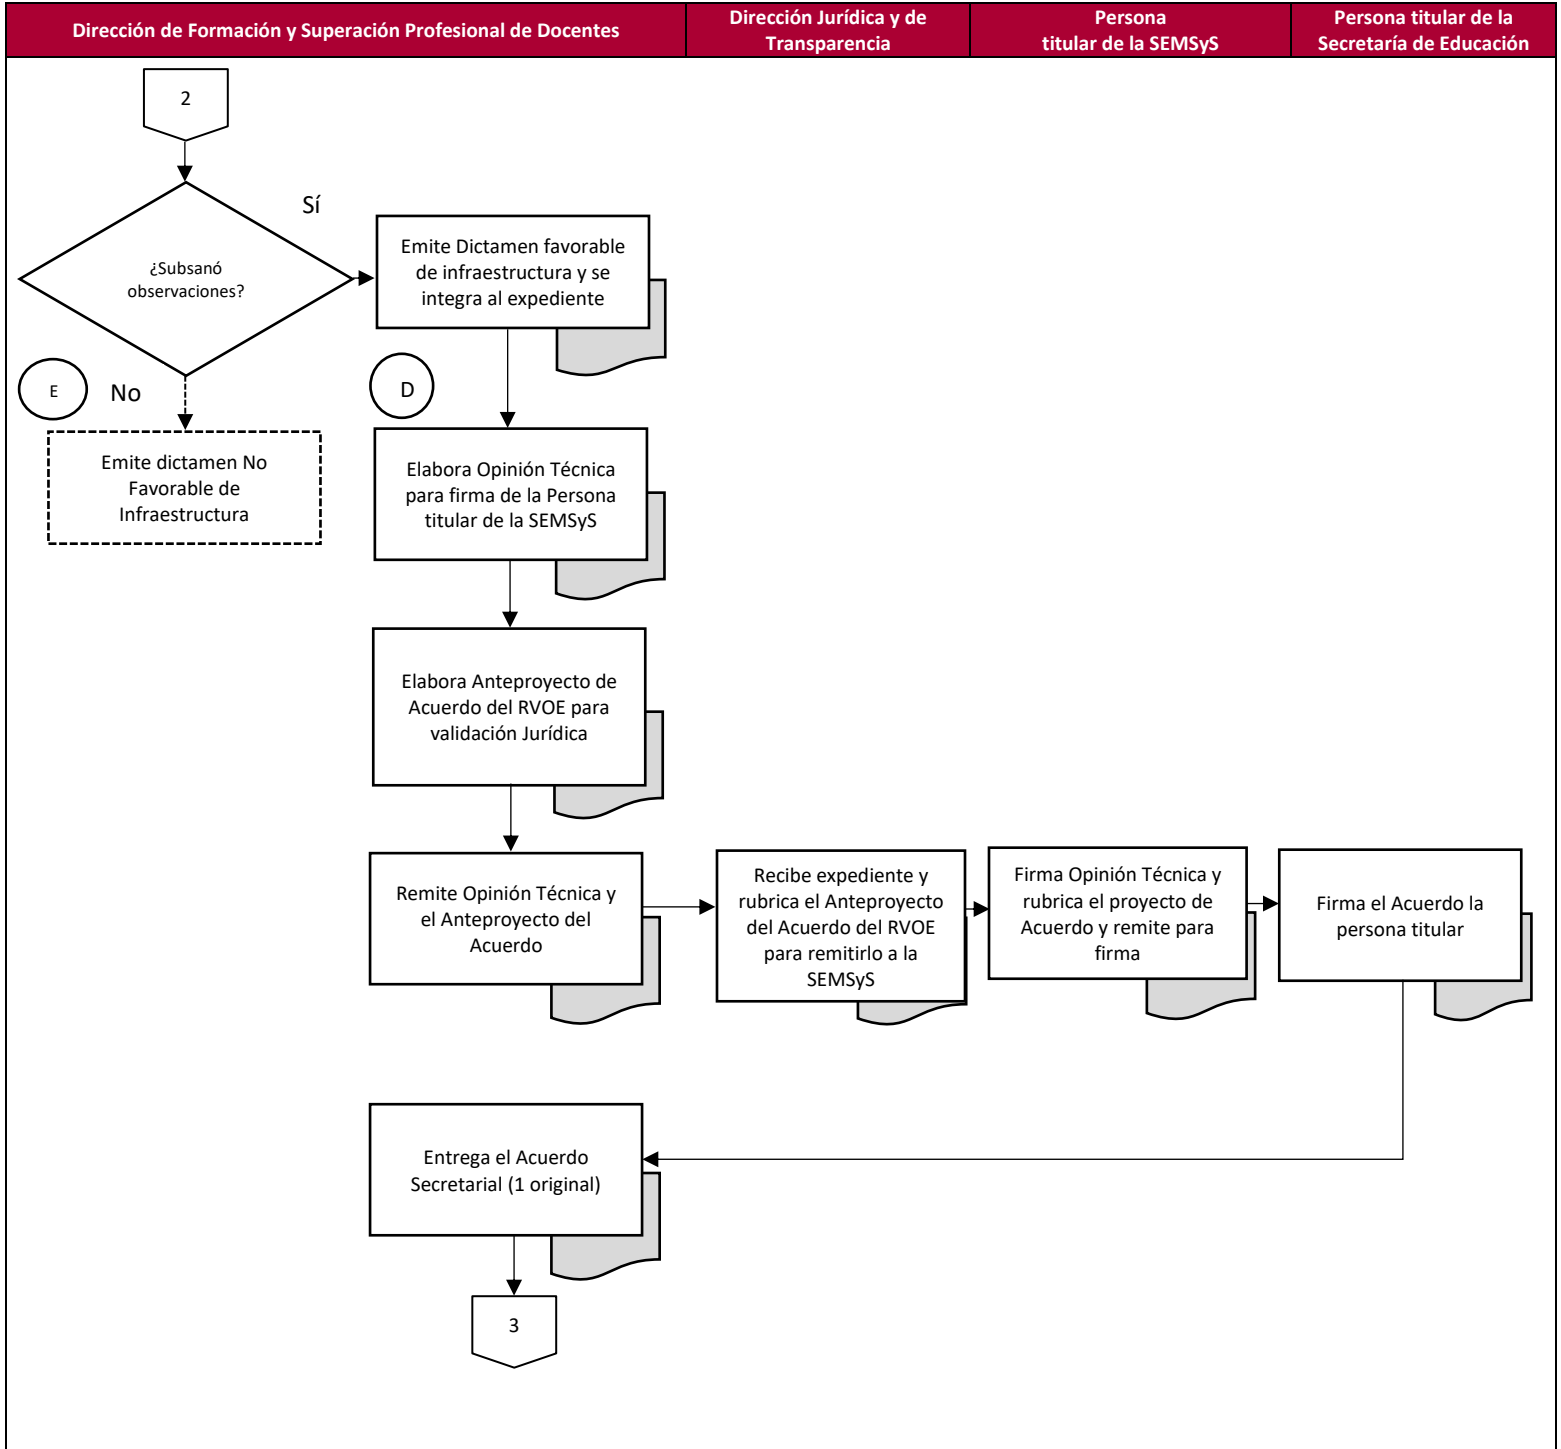 Dirección de Formación y Superación Profesional de Docentes
Dirección Jurídica y de
Transparencia
Persona
titular de la SEMSyS
Persona titular de la
Secretaría de Educación
2
Sí
¿Subsanó
observaciones?
Emite Dictamen favorable
de infraestructura y se
integra al expediente
E
No
D
Emite dictamen No
Favorable de
Infraestructura
Elabora Opinión Técnica
para firma de la Persona
titular de la SEMSyS
Elabora Anteproyecto de
Acuerdo del RVOE para
validación Jurídica
Remite Opinión Técnica y
el Anteproyecto del
Acuerdo
Recibe expediente y
rubrica el Anteproyecto
del Acuerdo del RVOE
para remitirlo a la
SEMSyS
Firma Opinión Técnica y
rubrica el proyecto de
Acuerdo y remite para
firma
Firma el Acuerdo la
persona titular
Entrega el Acuerdo
Secretarial (1 original)
3